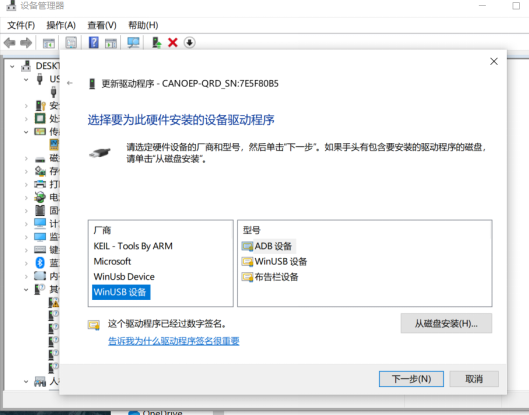 设备管理器
文件(F) 操作(A) 查看(V) 帮助(H)
DESKT
US
安
处
传
磁
存
打
电
固
计
监
键
蓝
内
其
人
更新驱动程序 - CANOEP-QRD_SN:7E5F80B5
选择要为此硬件安装的设备驱动程序
请选定硬件设备的厂商和型号，然后单击“下一步”。如果手头有包含要安装的驱动程序的磁盘，
请单击“从磁盘安装”。
厂商
KEIL - Tools By ARM
Microsoft
WinUsb Device
WinUSB 设备
型号
ADB 设备
WinUSB 设备
布告栏设备
这个驱动程序已经过数字签名。
告诉我为什么驱动程序签名很重要
从磁盘安装(H)...
下一步(N)
取消
OneDrive